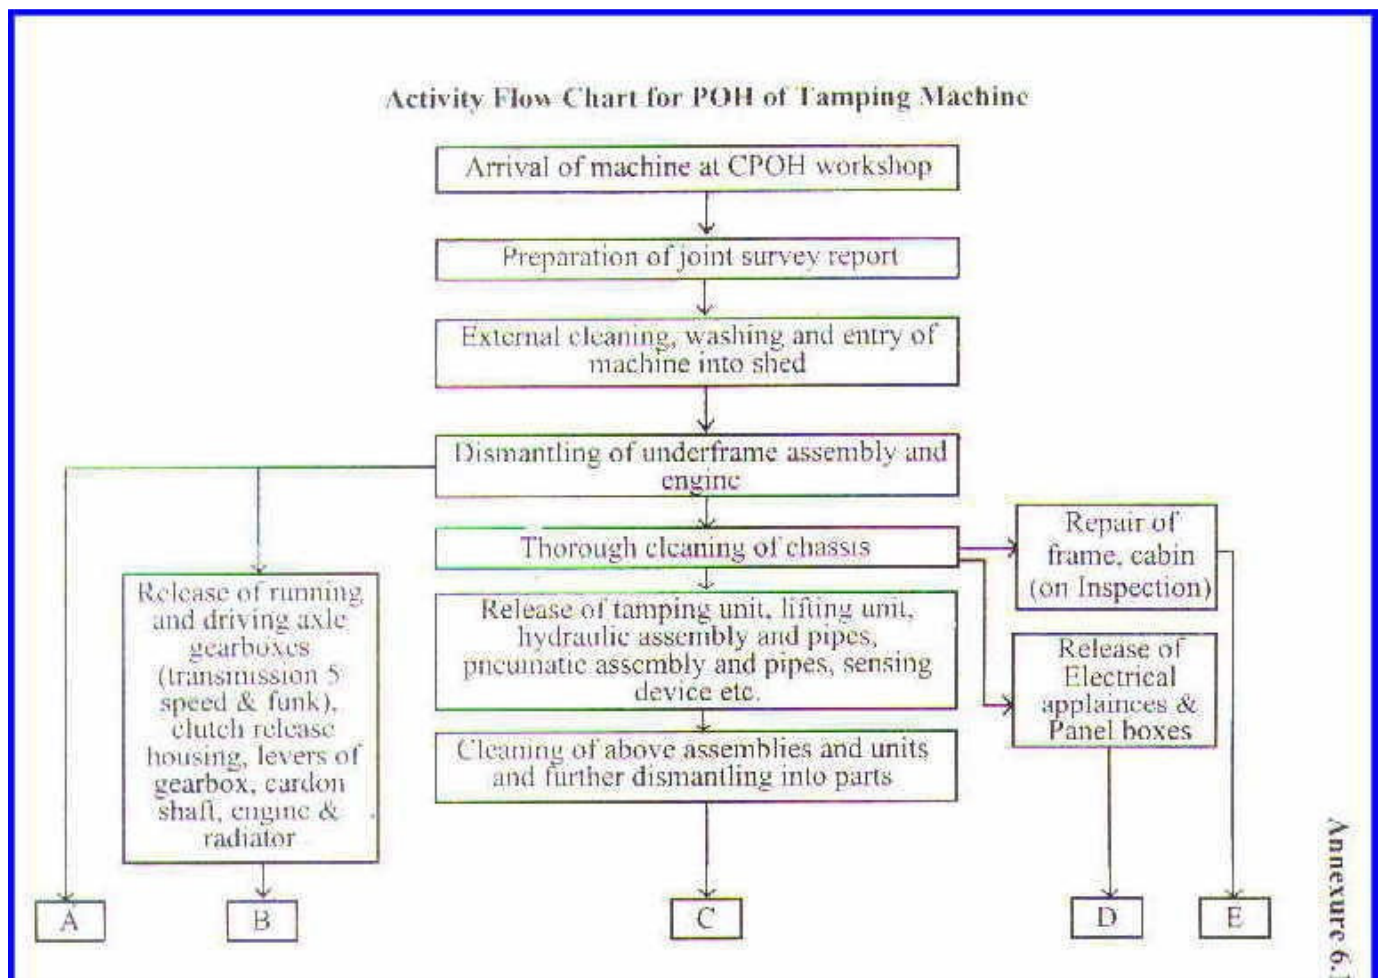 Activity Flow Chart for POH of Tamping Machine
Arrival of machine at CPOH workshop
Preparation of joint survey report
External cleaning, washing and entry of
machine into shed
Dismantling of underframe assembly and
engine
Thorough cleaning of chassis
Repair of
frame, cabin
(on Inspection)
Release of running
and driving axle
gearboxes
(transmission 5
speed & funk),
clutch release
housing, levers of
gearbox, cardon
shaft, engine &
radiator
Release of tamping unit, lifting unit,
hydraulic assembly and pipes,
pneumatic assembly and pipes, sensing
device etc.
Release of
Electrical
applainces &
Panel boxes
Cleaning of above assemblies and units
and further dismantling into parts
A
B
C
D
E
Annexure 6.